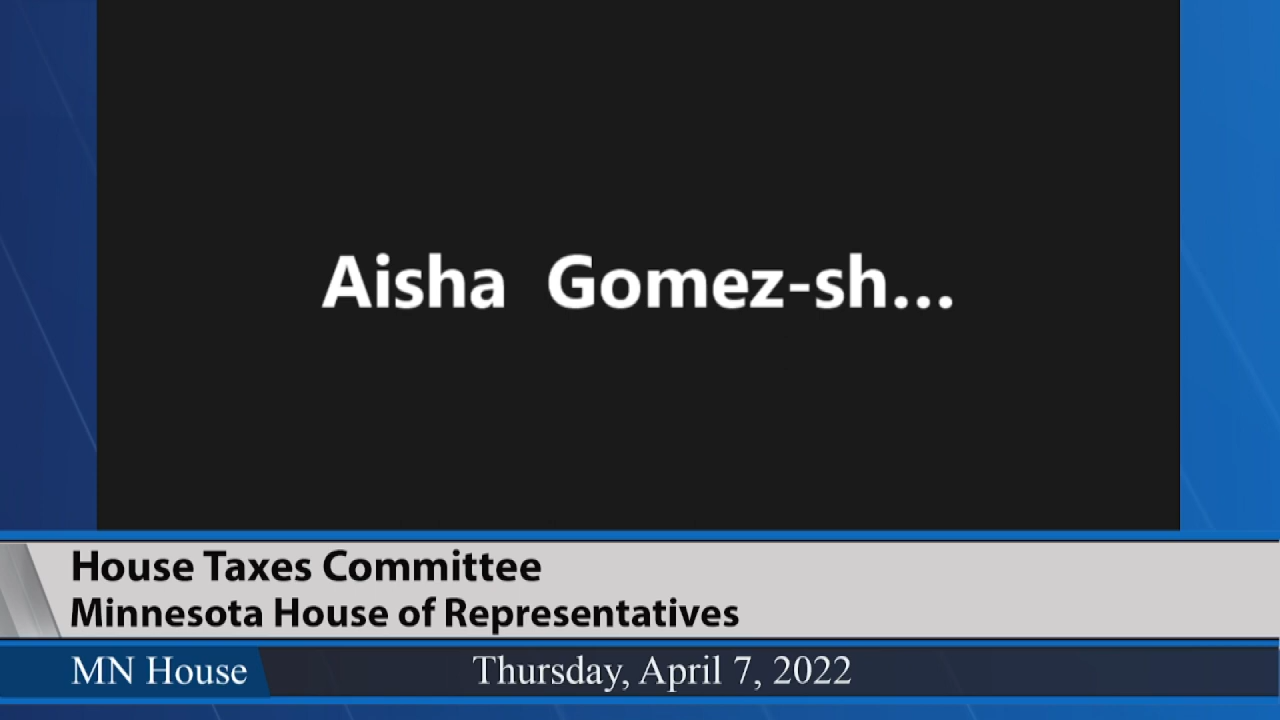 Aisha Gomez-sh...
House Taxes Committee
Minnesota House of Representatives
MN House
Thursday, April 7, 2022